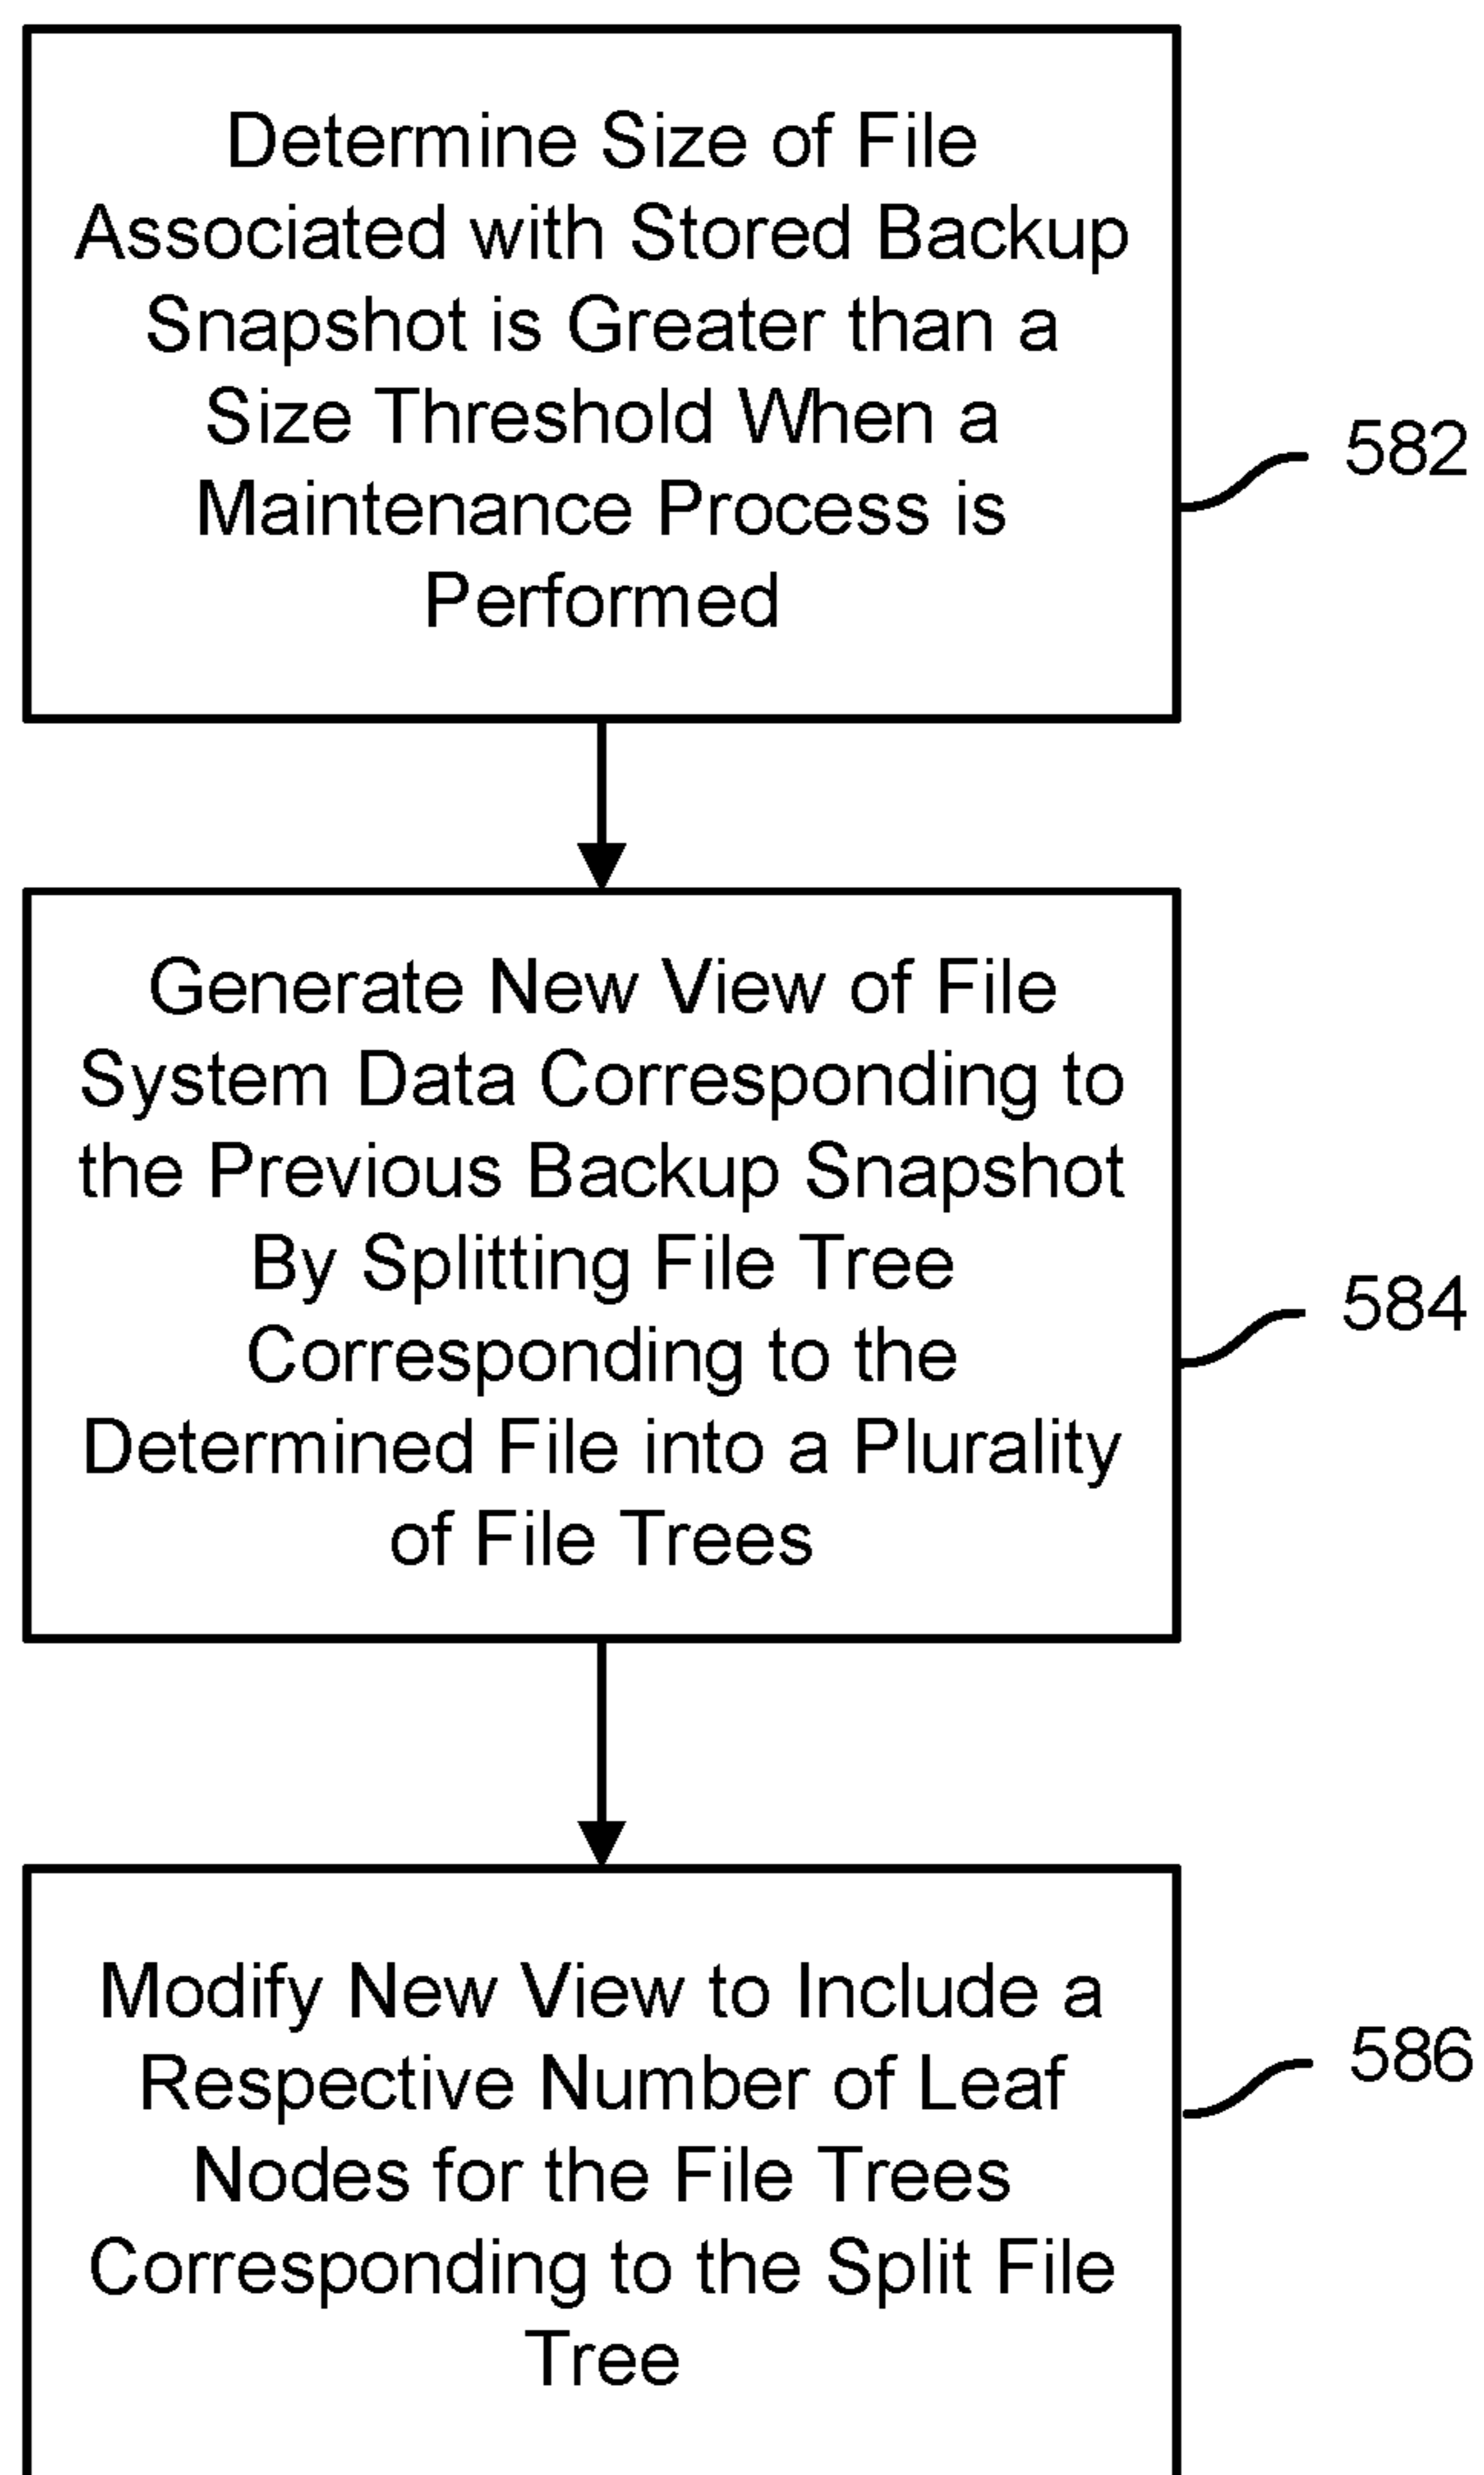 Determine Size of File
Associated with Stored Backup
Snapshot is Greater than a
Size Threshold When a
Maintenance Process is
Performed
582
Generate New View of File
System Data Corresponding to
the Previous Backup Snapshot
By Splitting File Tree
Corresponding to the
Determined File into a Plurality
of File Trees
584
Modify New View to Include a
Respective Number of Leaf
Nodes for the File Trees
Corresponding to the Split File
Tree
586